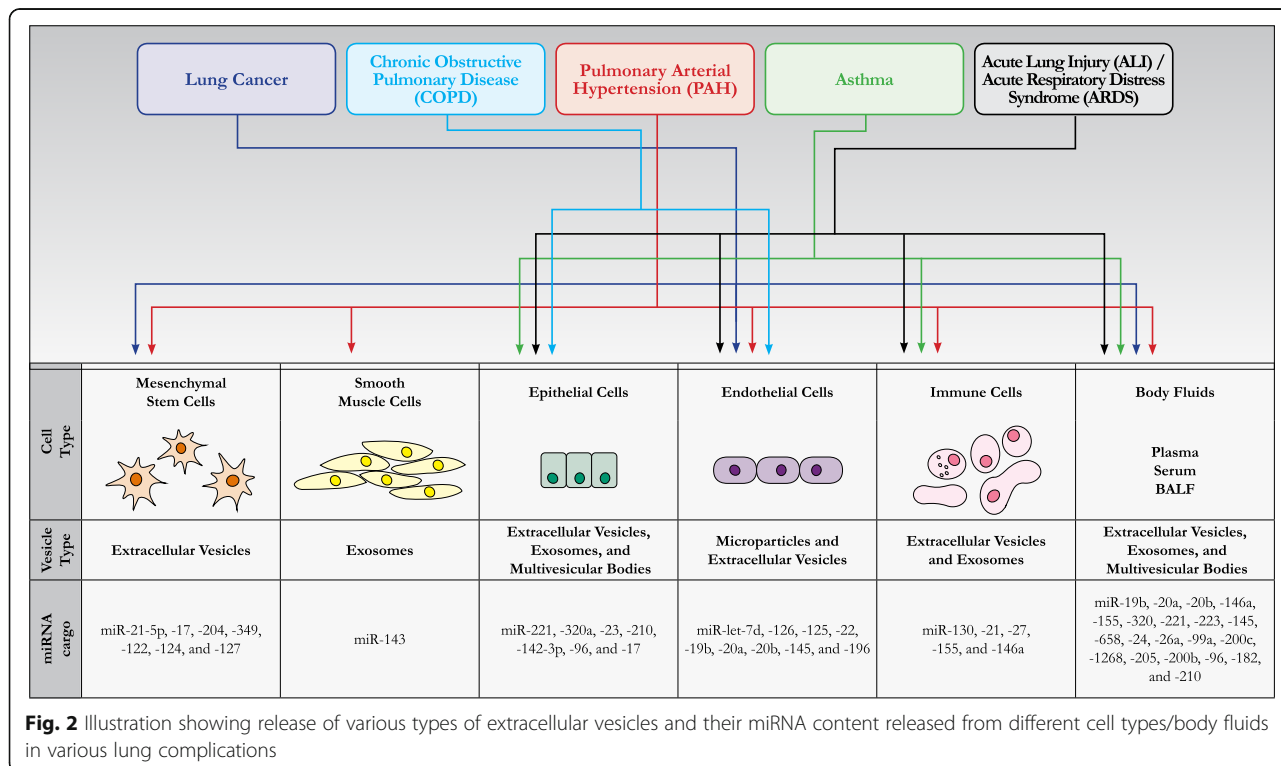 Lung Cancer
Chronic Obstructive
Pulmonary Disease
(COPD)
Pulmonary Arterial
Hypertension (PAH)
Asthma
Acute Lung Injury (ALI) /
Acute Respiratory Distress
Syndrome (ARDS)
Cell
Type
Mesenchymal
Stem Cells
Smooth
Muscle Cells
Epithelial Cells
Endothelial Cells
Immune Cells
Body Fluids
Plasma
Serum
BALF
Vesicle
Type
Extracellular Vesicles
Exosomes
Extracellular Vesicles,
Exosomes, and
Multivesicular Bodies
Microparticles and
Extracellular Vesicles
Extracellular Vesicles
and Exosomes
Extracellular Vesicles,
Exosomes, and
Multivesicular Bodies
miRNA
cargo
miR-21-5p, -17, -204, -349,
-122, -124, and -127
miR-143
miR-221, -320a, -23, -210,
-142-3p, -96, and -17
miR-let-7d, -126, -125, -22,
-19b, -20a, -20b, -145, and -196
miR-130, -21, -27,
-155, and -146a
miR-19b, -20a, -20b, -146a,
-155, -320, -221, -223, -145,
-658, -24, -26a, -99a, -200c,
-1268, -205, -200b, -96, -182,
and -210
Fig. 2 Illustration showing release of various types of extracellular vesicles and their miRNA content released from different cell types/body fluids
in various lung complications